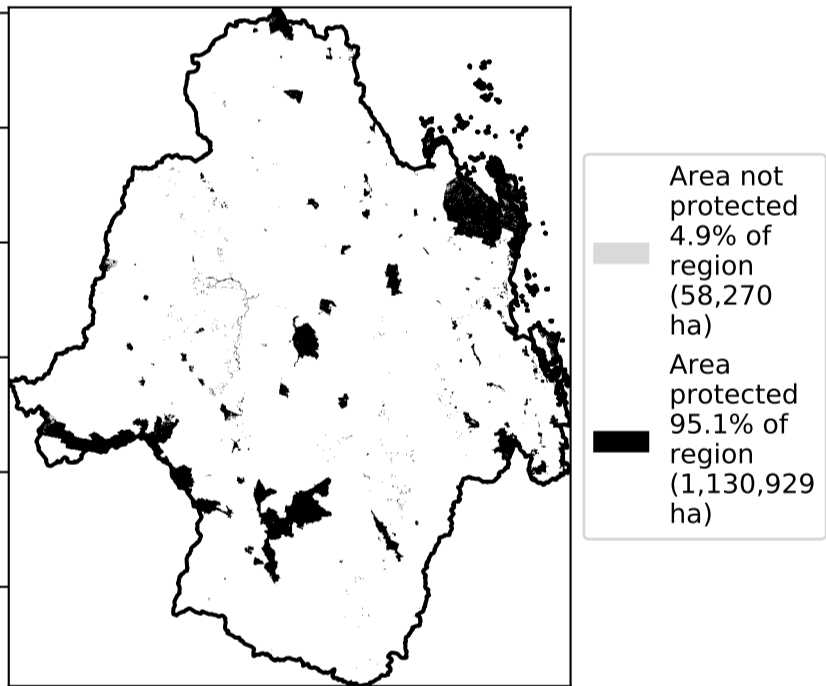 Area not
protected
4.9% of
region
(58,270
ha)
Area
protected
95.1% of
region
(1,130,929
ha)